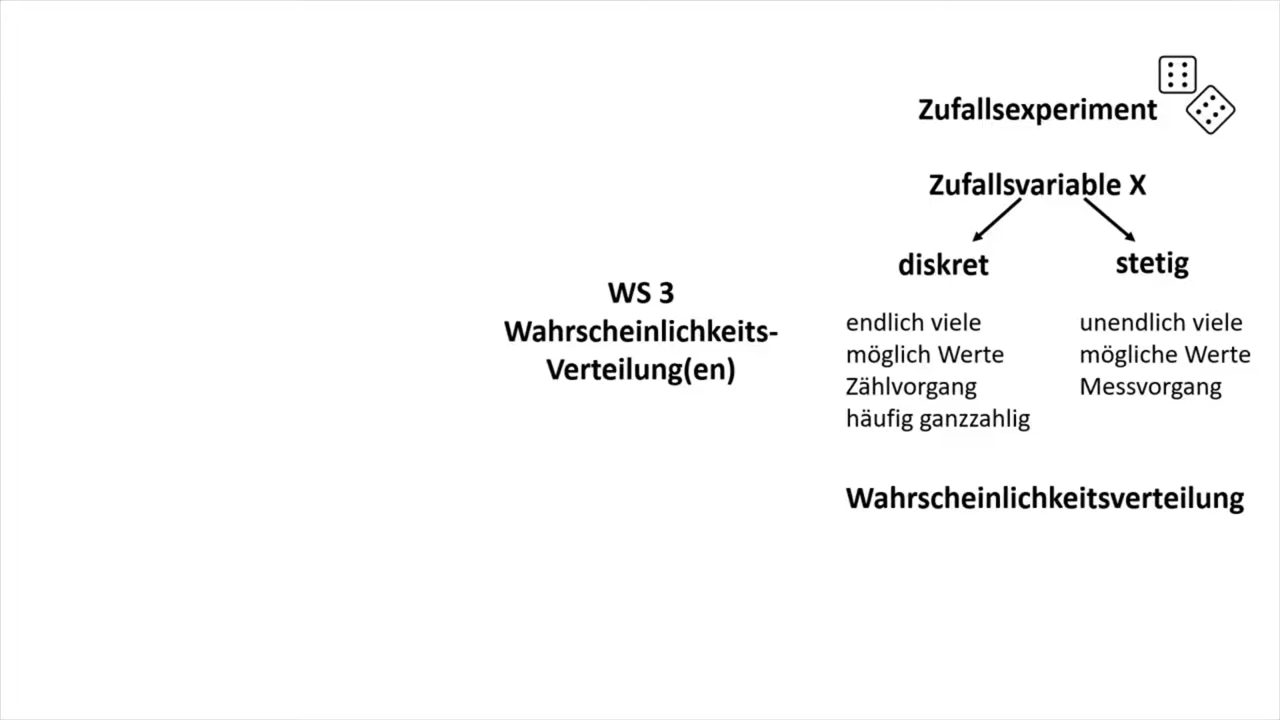 WS 3
Wahrscheinlichkeits-
Verteilung(en)
Zufallsexperiment
Zufallsvariable X
diskret
endlich viele
möglich Werte
Zählvorgang
häufig ganzzahlig
stetig
unendlich viele
mögliche Werte
Messvorgang
Wahrscheinlichkeitsverteilung